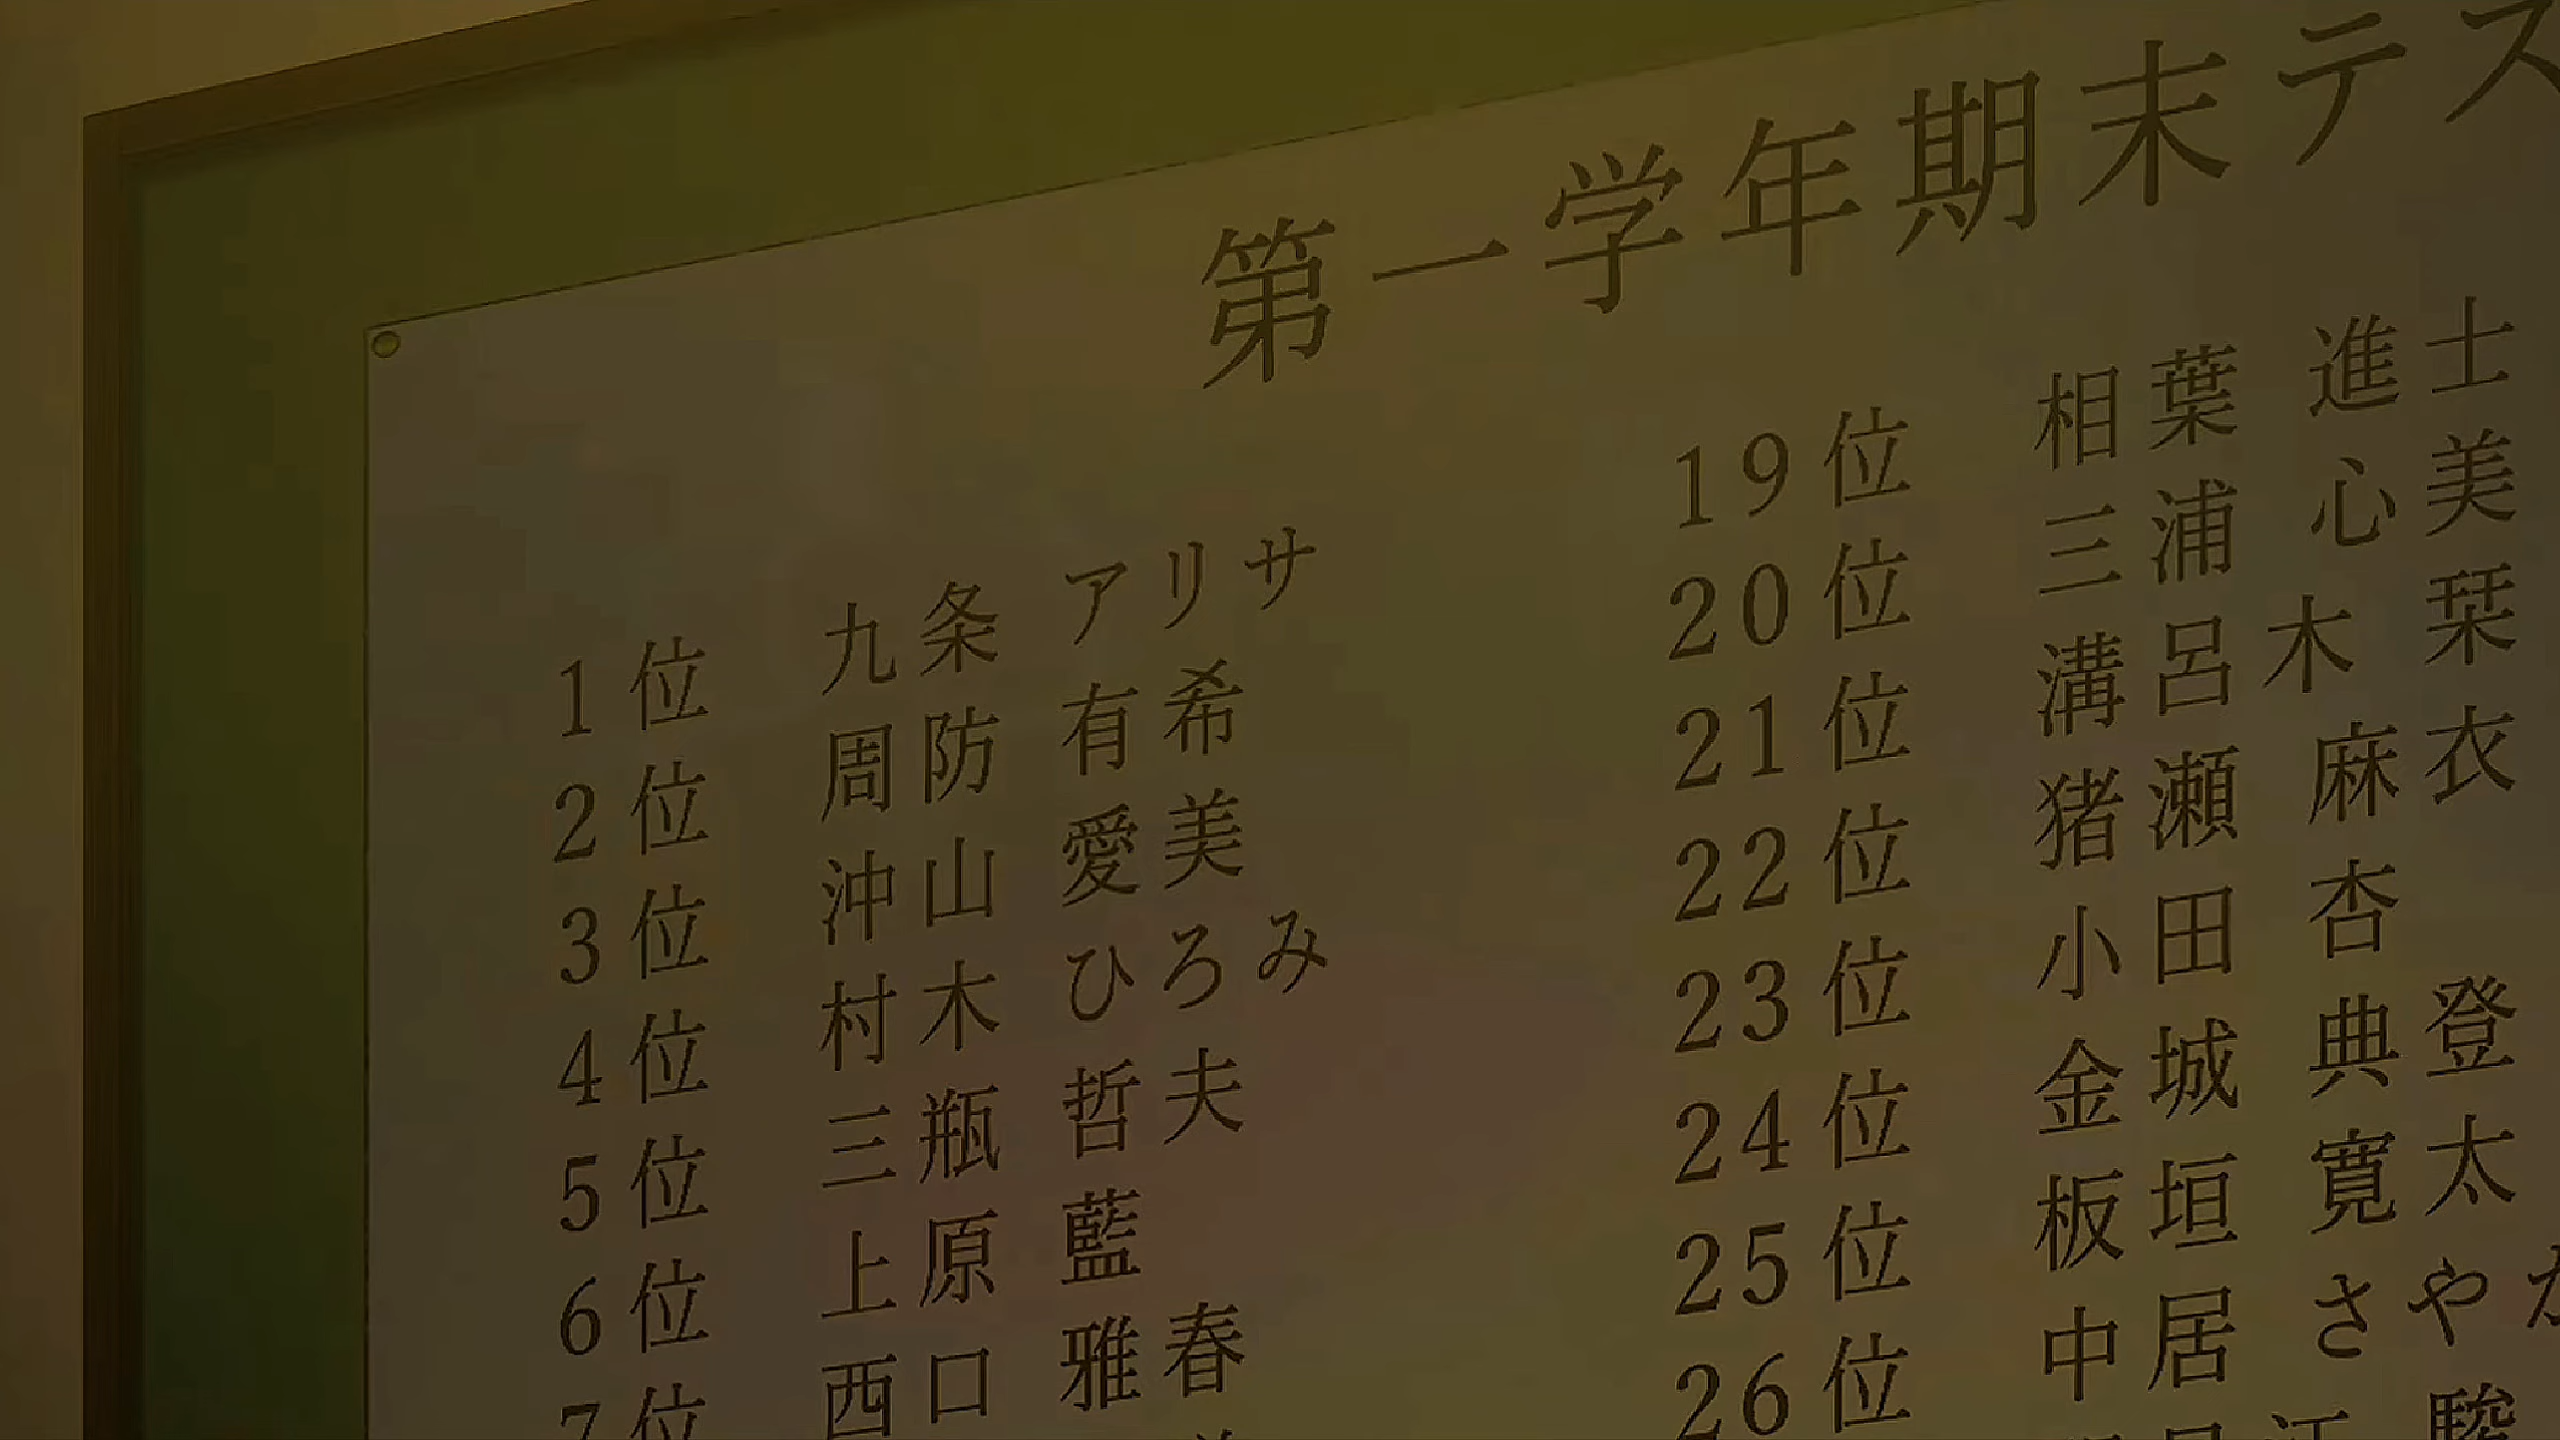 第一学年期末テス
1位 九条 アリサ
2位 周防 有希
3位 沖山 愛美
4位 村木 ひろみ
5位 三瓶 哲夫
6位 上原 藍
7位 西口 雅春
19位 相葉 進士
20位 三浦 心美
21位 溝呂木 栞
22位 猪瀬 麻衣
23位 小田 杏
24位 金城 典登
25位 板垣 寛太
26位 中居 さやか